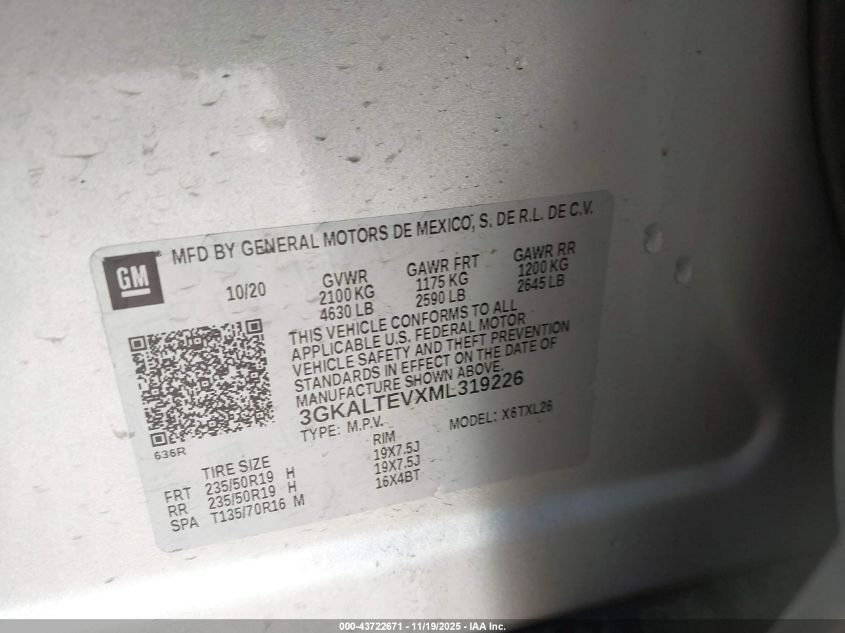 MFD BY GENERAL MOTORS DE MEXICO, S. DE R.L. DE C.V.
GM
10/20
GVWR
2100 KG
4630 LB
GAWR FRT
1175 KG
2590 LB
GAWR RR
1200 KG
2645 LB
THIS VEHICLE CONFORMS TO ALL
APPLICABLE U.S. FEDERAL MOTOR
VEHICLE SAFETY AND THEFT PREVENTION
STANDARDS IN EFFECT ON THE DATE OF
MANUFACTURE SHOWN ABOVE.
3GKALTEVXML319226
TYPE: M.P.V. MODEL: X6TXL26
636R
TIRE SIZE RIM
FRT 235/50R19 H 19X7.5J
RR 235/50R19 H 19X7.5J
SPA T135/70R16 M 16X4BT
000-43722671 - 11/19/2025 - IAA Inc.